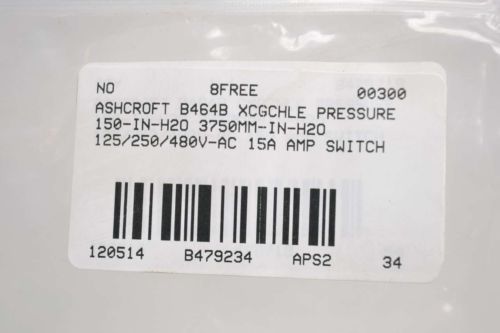 NO 8FREE 00300
ASHCROFT B464B XCGCHLE PRESSURE
150-IN-H2O 3750MM-IN-H2O
125/250/480V-AC 15A AMP SWITCH
120514 B479234 APS2 34